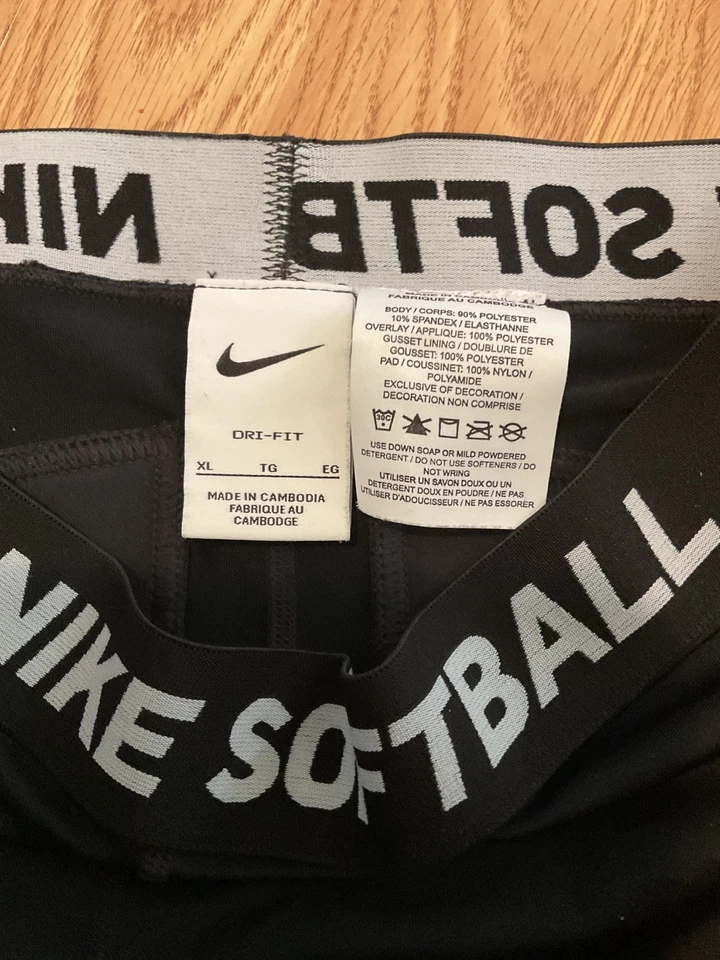 NIK
SOFTB
DRI-FIT
XL TG EG
MADE IN CAMBODIA
FABRIQUE AU
CAMBODGE
FABRIQUE AU CAMBODGE
BODY / CORPS: 90% POLYESTER
10% SPANDEX / ELASTHANNE
OVERLAY / APPLIQUE: 100% POLYESTER
GUSSET LINING / DOUBLURE DE
GOUSSET: 100% POLYESTER
PAD / COUSSINET: 100% NYLON /
POLYAMIDE
EXCLUSIVE OF DECORATION /
DECORATION NON COMPRISE
30C
USE DOWN SOAP OR MILD POWDERED
DETERGENT / DO NOT USE SOFTENERS / DO
NOT WRING
UTILISER UN SAVON DOUX OU UN
DETERGENT DOUX EN POUDRE / NE PAS
UTILISER D'ADOUCISSEUR / NE PAS ESSORER
NIKE SOFTBALL